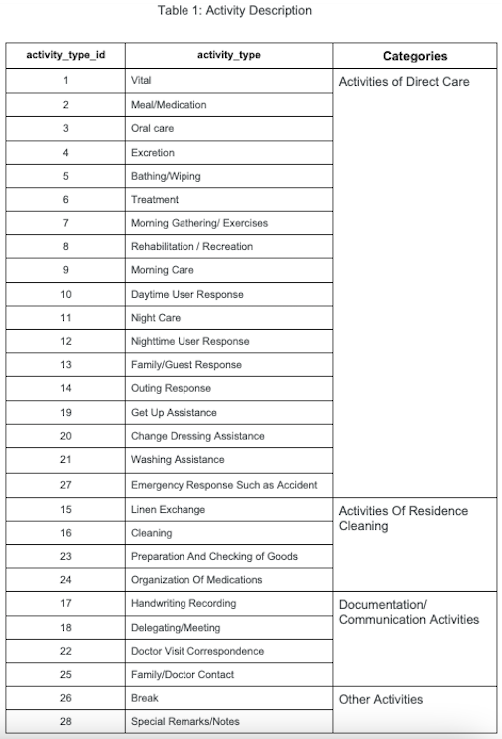 Table 1: Activity Description
activity_type_id activity_type Categories
1 Vital Activities of Direct Care
2 Meal/Medication
3 Oral care
4 Excretion
5 Bathing/Wiping
6 Treatment
7 Morning Gathering/ Exercises
8 Rehabilitation / Recreation
9 Morning Care
10 Daytime User Response
11 Night Care
12 Nighttime User Response
13 Family/Guest Response
14 Outing Response
19 Get Up Assistance
20 Change Dressing Assistance
21 Washing Assistance
27 Emergency Response Such as Accident
15 Linen Exchange Activities Of Residence
Cleaning
16 Cleaning
23 Preparation And Checking of Goods
24 Organization Of Medications
17 Handwriting Recording Documentation/
Communication Activities
18 Delegating/Meeting
22 Doctor Visit Correspondence
25 Family/Doctor Contact
26 Break Other Activities
28 Special Remarks/Notes